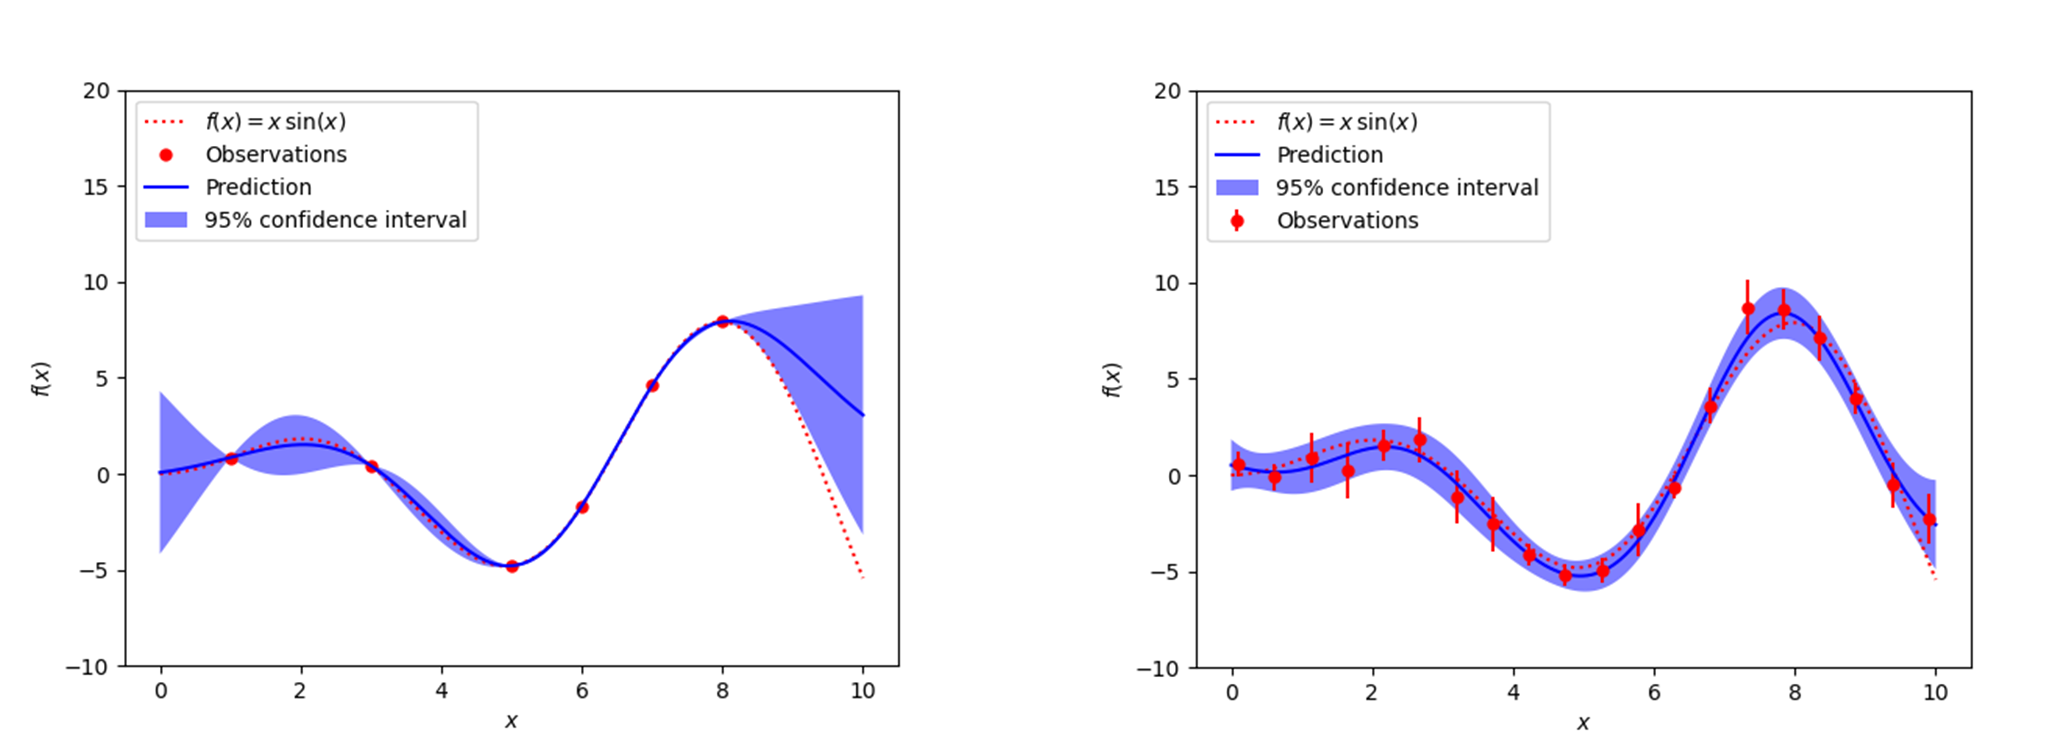 20
15
10
5
0
−5
−10
f(x)
f(x) = x sin(x)
Observations
Prediction
95% confidence interval
0 2 4 6 8 10
x
20
15
10
5
0
−5
−10
f(x)
f(x) = x sin(x)
Prediction
95% confidence interval
Observations
0 2 4 6 8 10
x